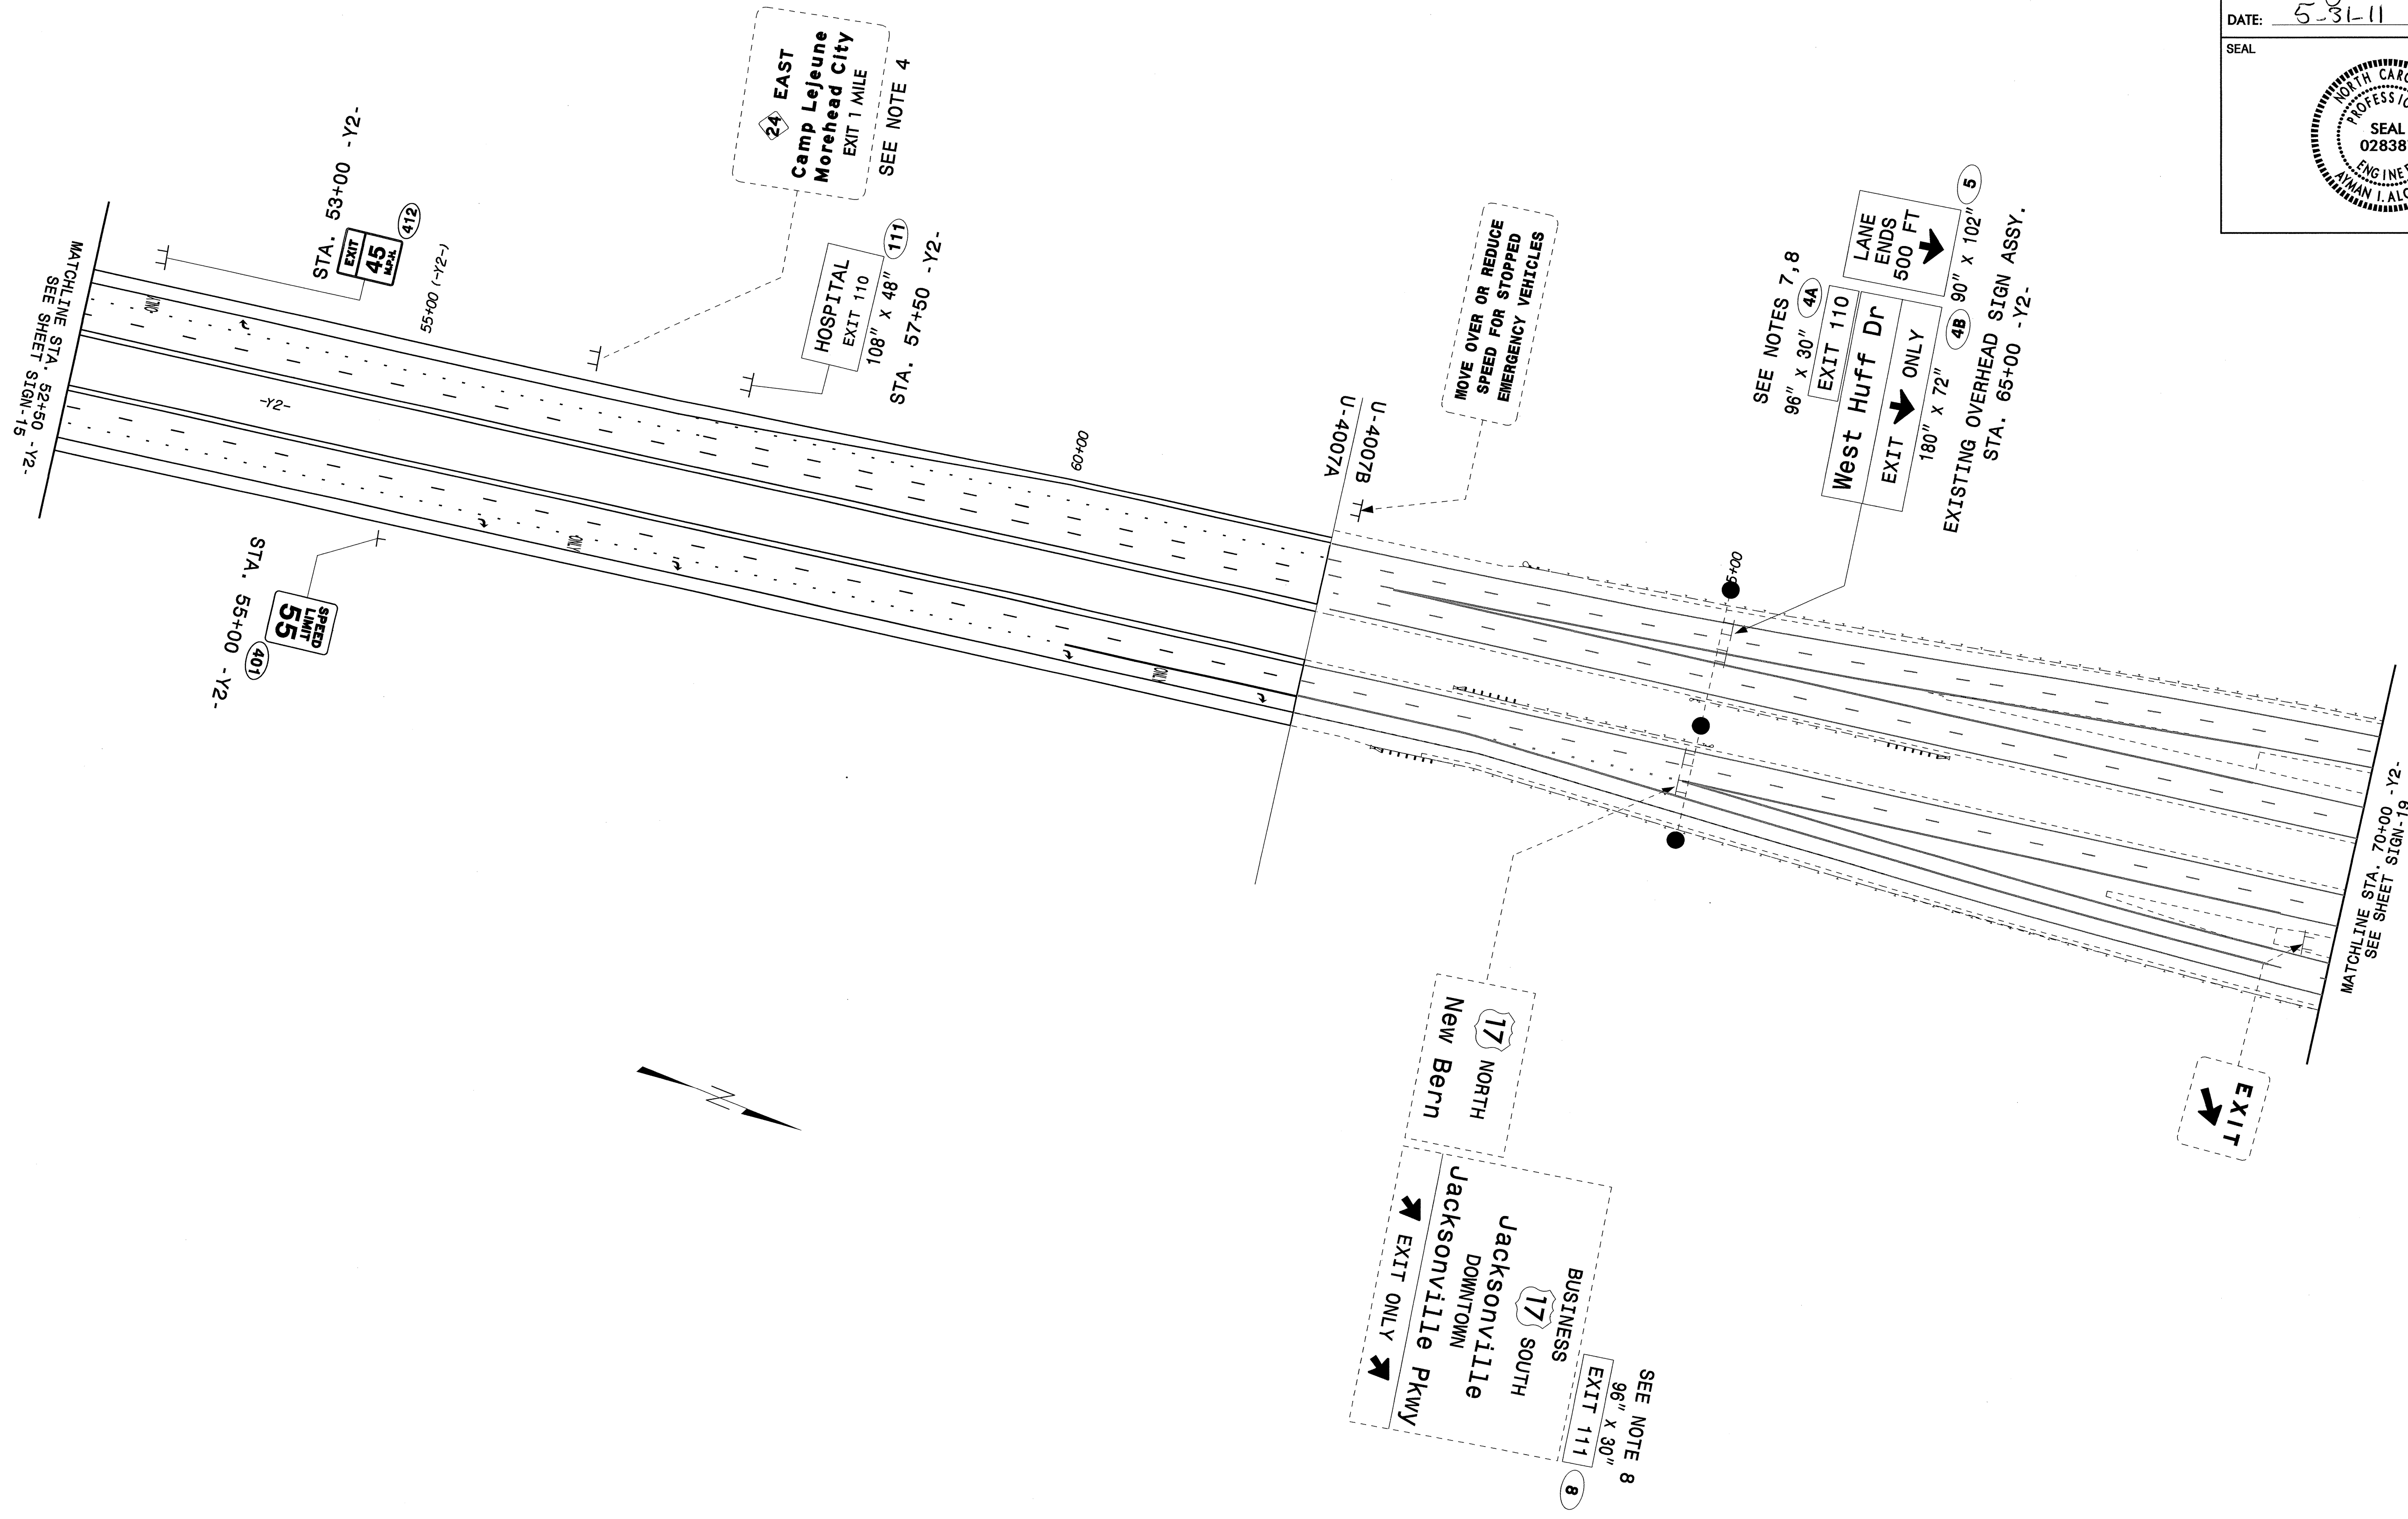 DATE: 5-31-11
SEAL
NORTH
SEAL
AYMAN I.
MATCHLINE STA. 52+50 -Y2-
SEE SHEET SIGN-15
STA. 53+00 -Y2-
EXIT
45
M.P.H.
412
55+00 (-Y2-)
ONLY
-Y2-
24 EAST
Camp Lejeune
Morehead City
EXIT 1 MILE
SEE NOTE 4
HOSPITAL
EXIT 110
111
108" X 48"
STA. 57+50 -Y2-
60+00
SPEED
LIMIT
55
401
STA. 55+00 -Y2-
ONLY
ONLY
U-4007A
U-4007B
MOVE OVER OR REDUCE
SPEED FOR STOPPED
EMERGENCY VEHICLES
SEE NOTES 7,8
96" X 30" 4A
EXIT 110
West Huff Dr
EXIT ONLY
180" X 72" 4B
LANE
ENDS
500 FT
90" X 102" 5
EXISTING OVERHEAD SIGN ASSY.
STA. 65+00 -Y2-
17 NORTH
New Bern
BUSINESS
17 SOUTH
Jacksonville
DOWNTOWN
Jacksonville Pkwy
EXIT ONLY
SEE NOTE 8
96" X 30"
EXIT 111
8
EXIT
MATCHLINE STA. 70+00 -Y2-
SEE SHEET SIGN-19